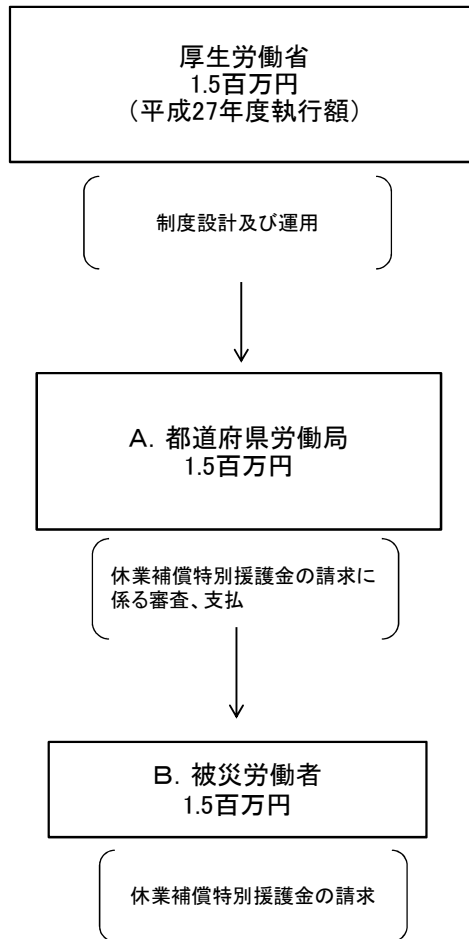 厚生労働省
1.5百万円
（平成27年度執行額）
制度設計及び運用
A．都道府県労働局
1.5百万円
休業補償特別援護金の請求に
係る審査、支払
B．被災労働者
1.5百万円
休業補償特別援護金の請求